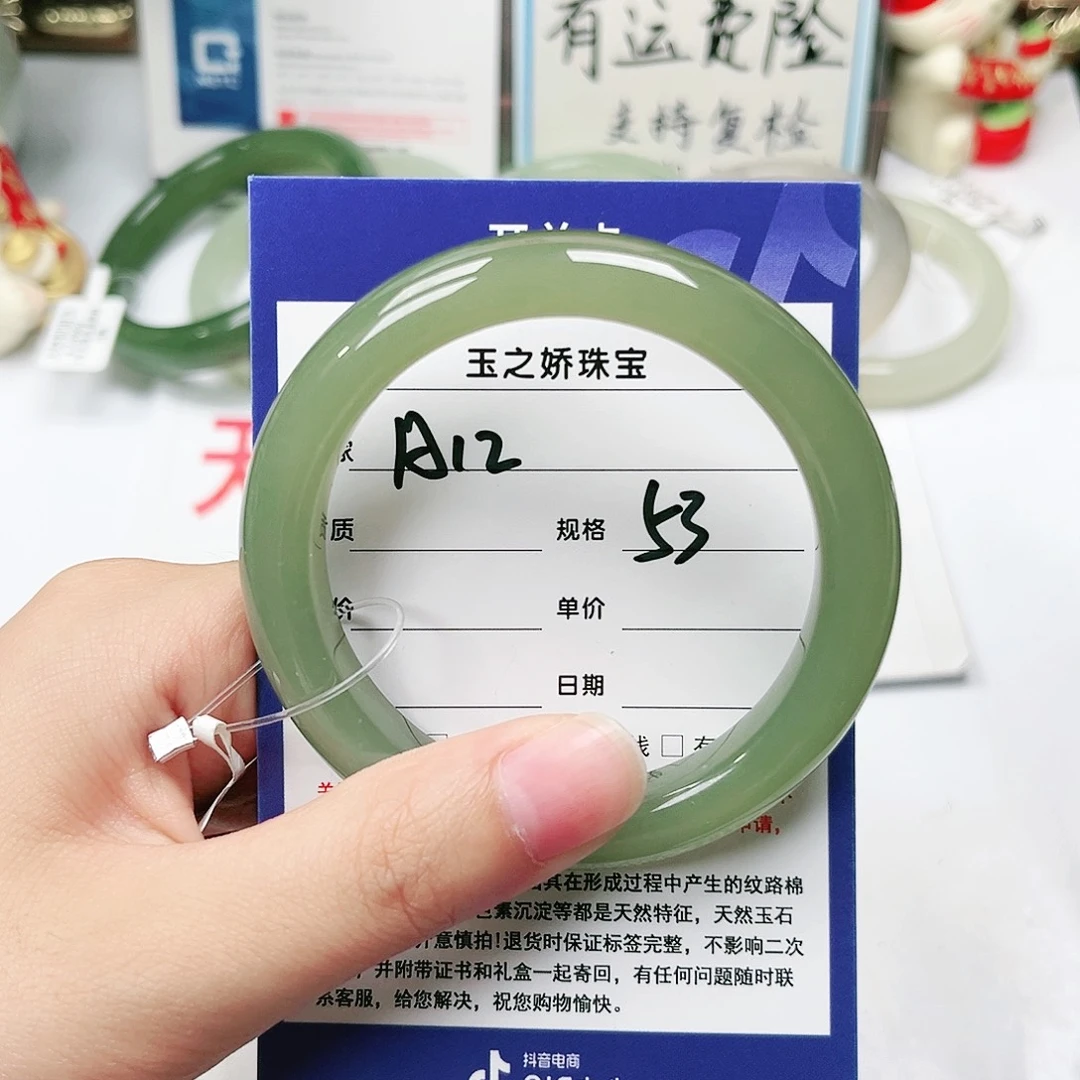 有运费险
支持复检
玉之娇珠宝
A12
质
规格 53
单价
日期
请，
其在形成过程中产生的纹路棉
色素沉淀等都是天然特征，天然玉石
介意慎拍！退货时保证标签完整，不影响二次
，并附带证书和礼盒一起寄回，有任何问题随时联
系客服，给您解决，祝您购物愉快。
抖音电商